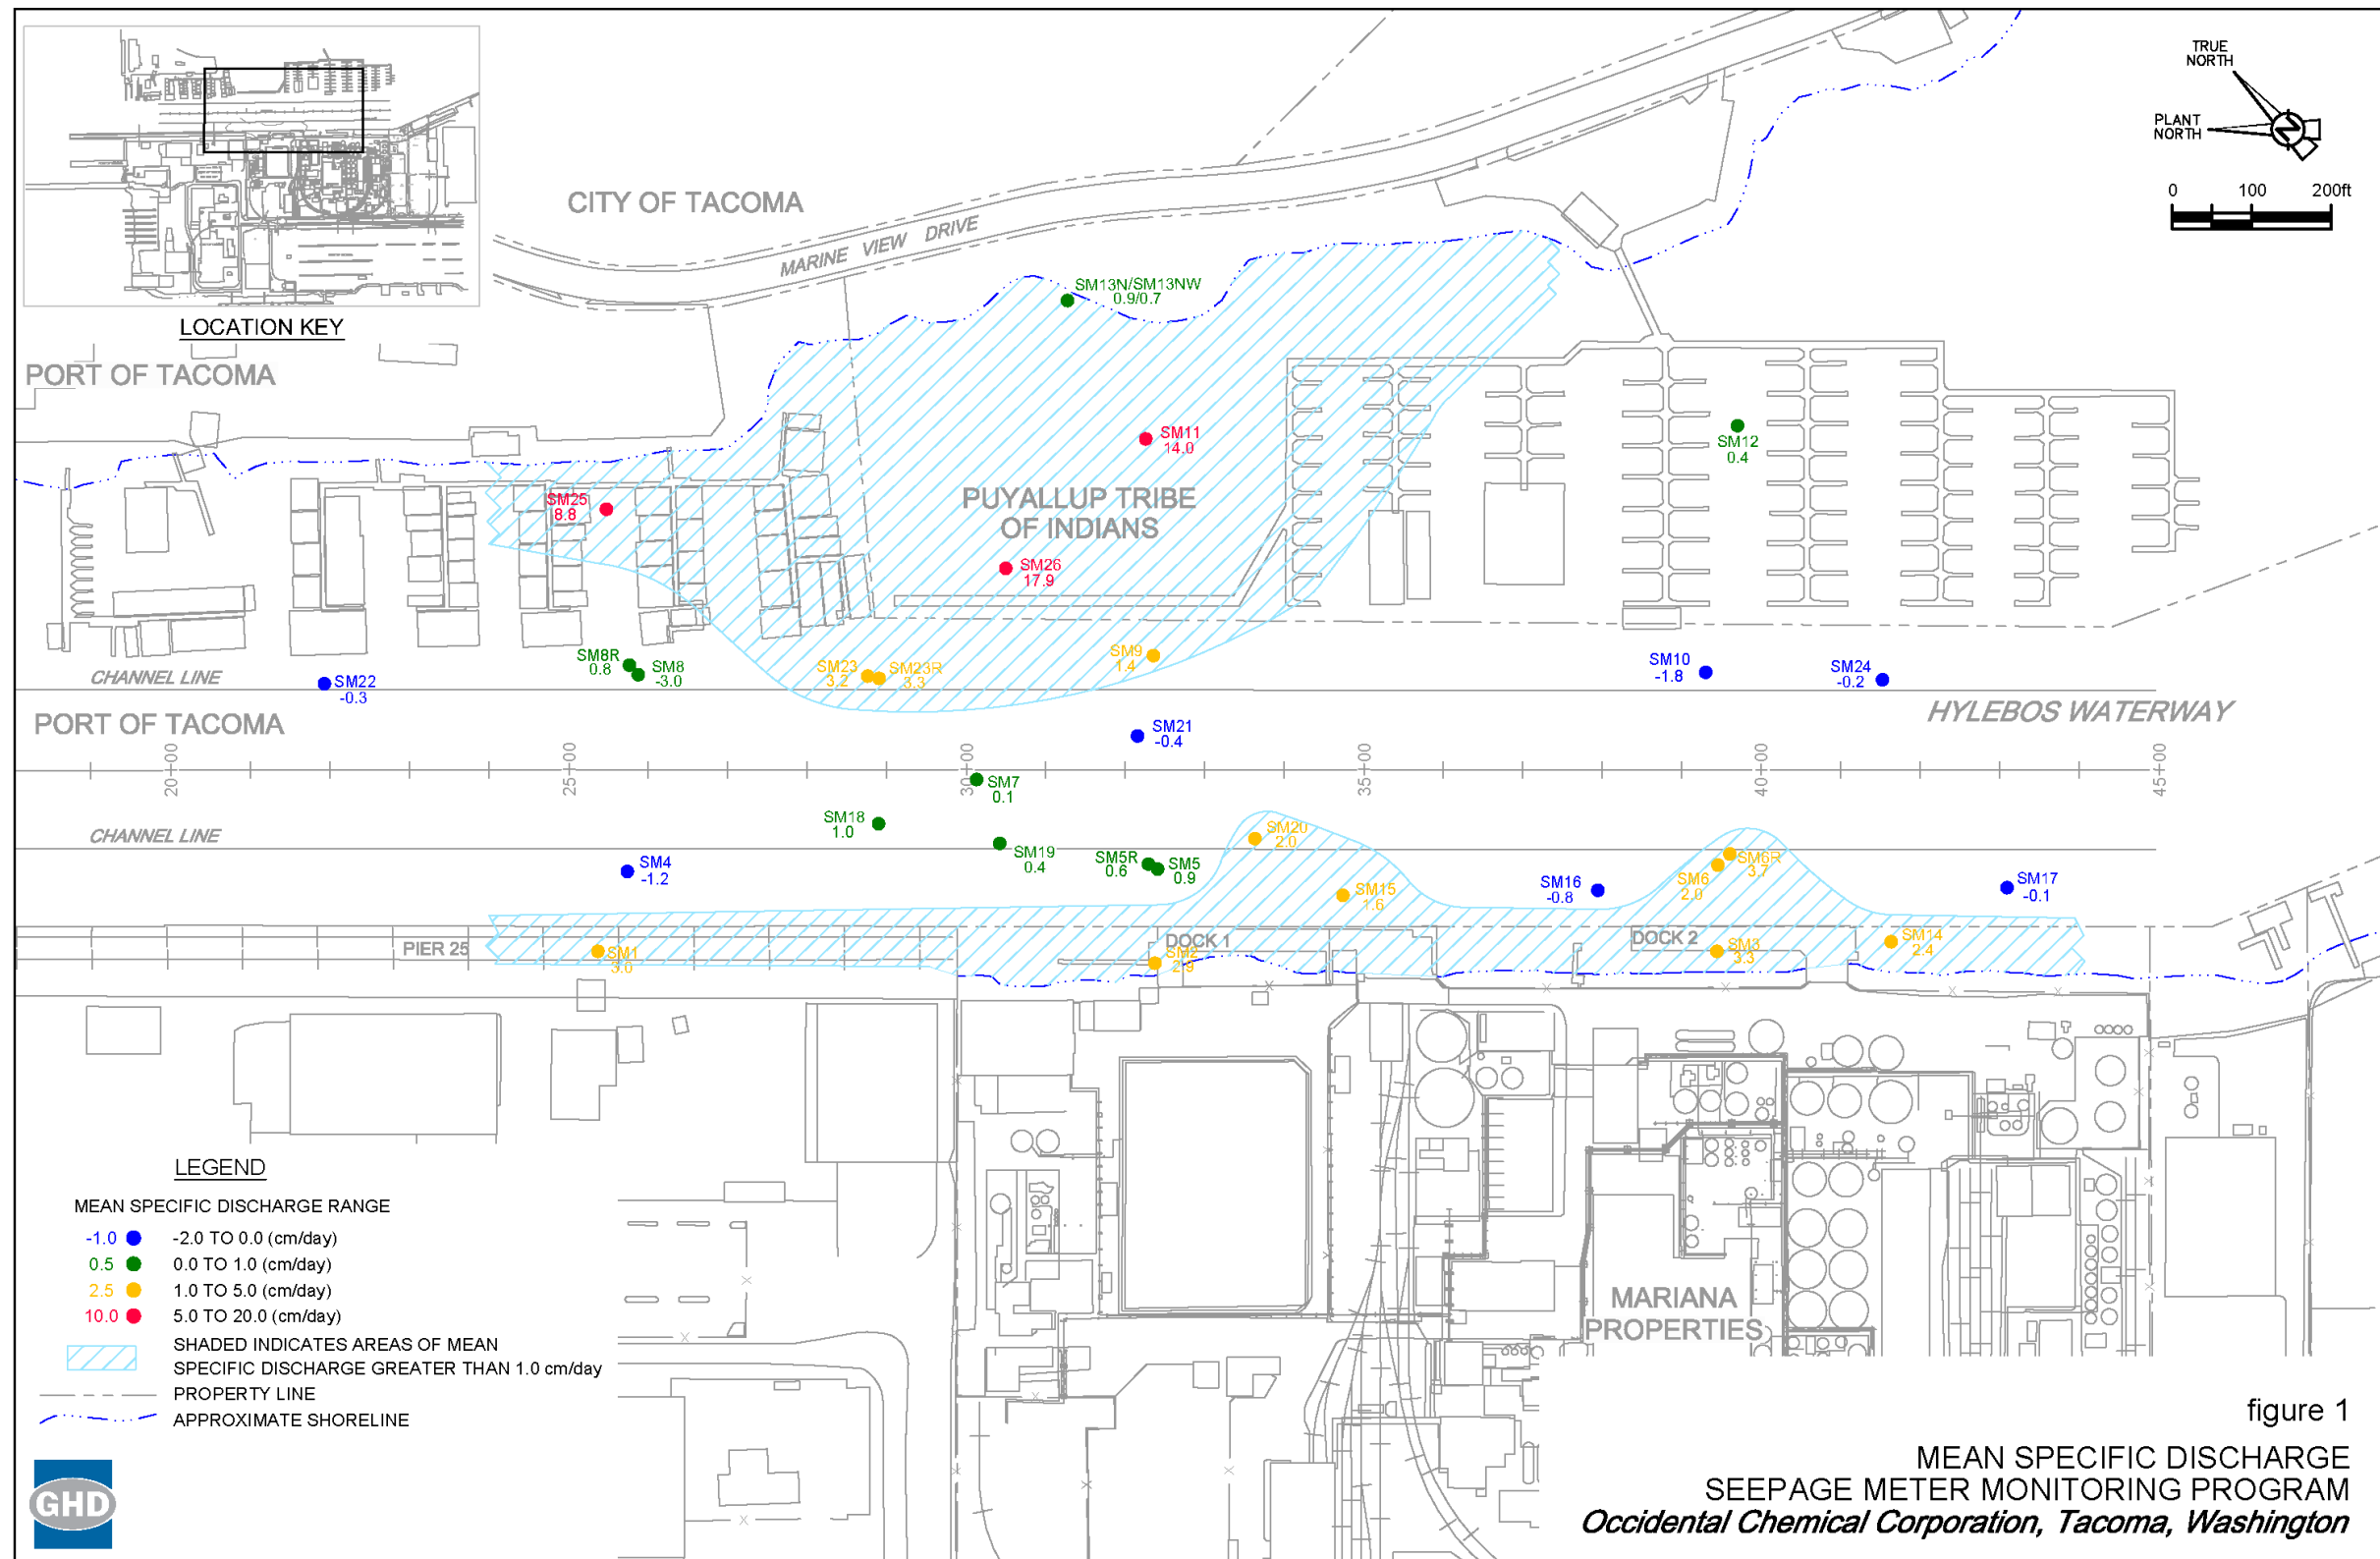 TRUE
NORTH
PLANT
NORTH
0 100 200ft
CITY OF TACOMA
MARINE VIEW DRIVE
LOCATION KEY
PORT OF TACOMA
SM13N/SM13NW
0.9/0.7
SM11
14.0
SM12
0.4
SM25
8.8
PUYALLUP TRIBE
OF INDIANS
SM26
17.9
SM8R
0.8
SM8
-3.0
SM23
3.2
SM23R
3.3
SM9
1.4
SM10
-1.8
SM24
-0.2
CHANNEL LINE
SM22
-0.3
PORT OF TACOMA
HYLEBOS WATERWAY
SM21
-0.4
20+00
25+00
30+00
35+00
40+00
45+00
SM7
0.1
SM18
1.0
CHANNEL LINE
SM19
0.4
SM5R
0.6
SM5
0.9
SM20
2.0
SM4
-1.2
SM15
1.6
SM16
-0.8
SM6
2.0
SM6R
3.7
SM17
-0.1
PIER 25
SM1
3.0
DOCK 1
SM2
2.9
DOCK 2
SM3
3.3
SM14
2.4
MARIANA
PROPERTIES
LEGEND
MEAN SPECIFIC DISCHARGE RANGE
-1.0 -2.0 TO 0.0 (cm/day)
0.5 0.0 TO 1.0 (cm/day)
2.5 1.0 TO 5.0 (cm/day)
10.0 5.0 TO 20.0 (cm/day)
SHADED INDICATES AREAS OF MEAN
SPECIFIC DISCHARGE GREATER THAN 1.0 cm/day
PROPERTY LINE
APPROXIMATE SHORELINE
GHD
figure 1
MEAN SPECIFIC DISCHARGE
SEEPAGE METER MONITORING PROGRAM
Occidental Chemical Corporation, Tacoma, Washington